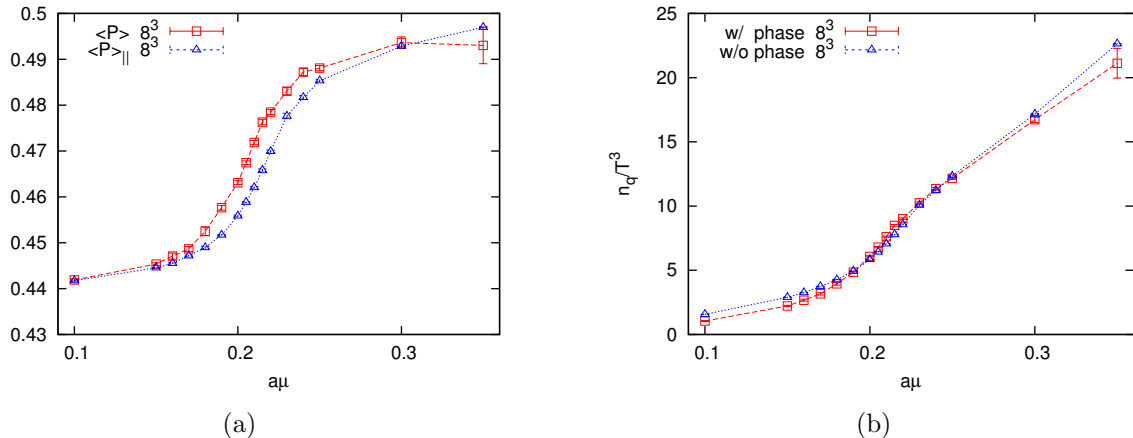 0.5
0.49
0.48
0.47
0.46
0.45
0.44
0.43
<P> 8³
<P>|| 8³
0.1
0.2
0.3
aμ
(a)
25
20
15
10
5
0
n_q/T³
w/ phase 8³
w/o phase 8³
0.1
0.2
0.3
aμ
(b)